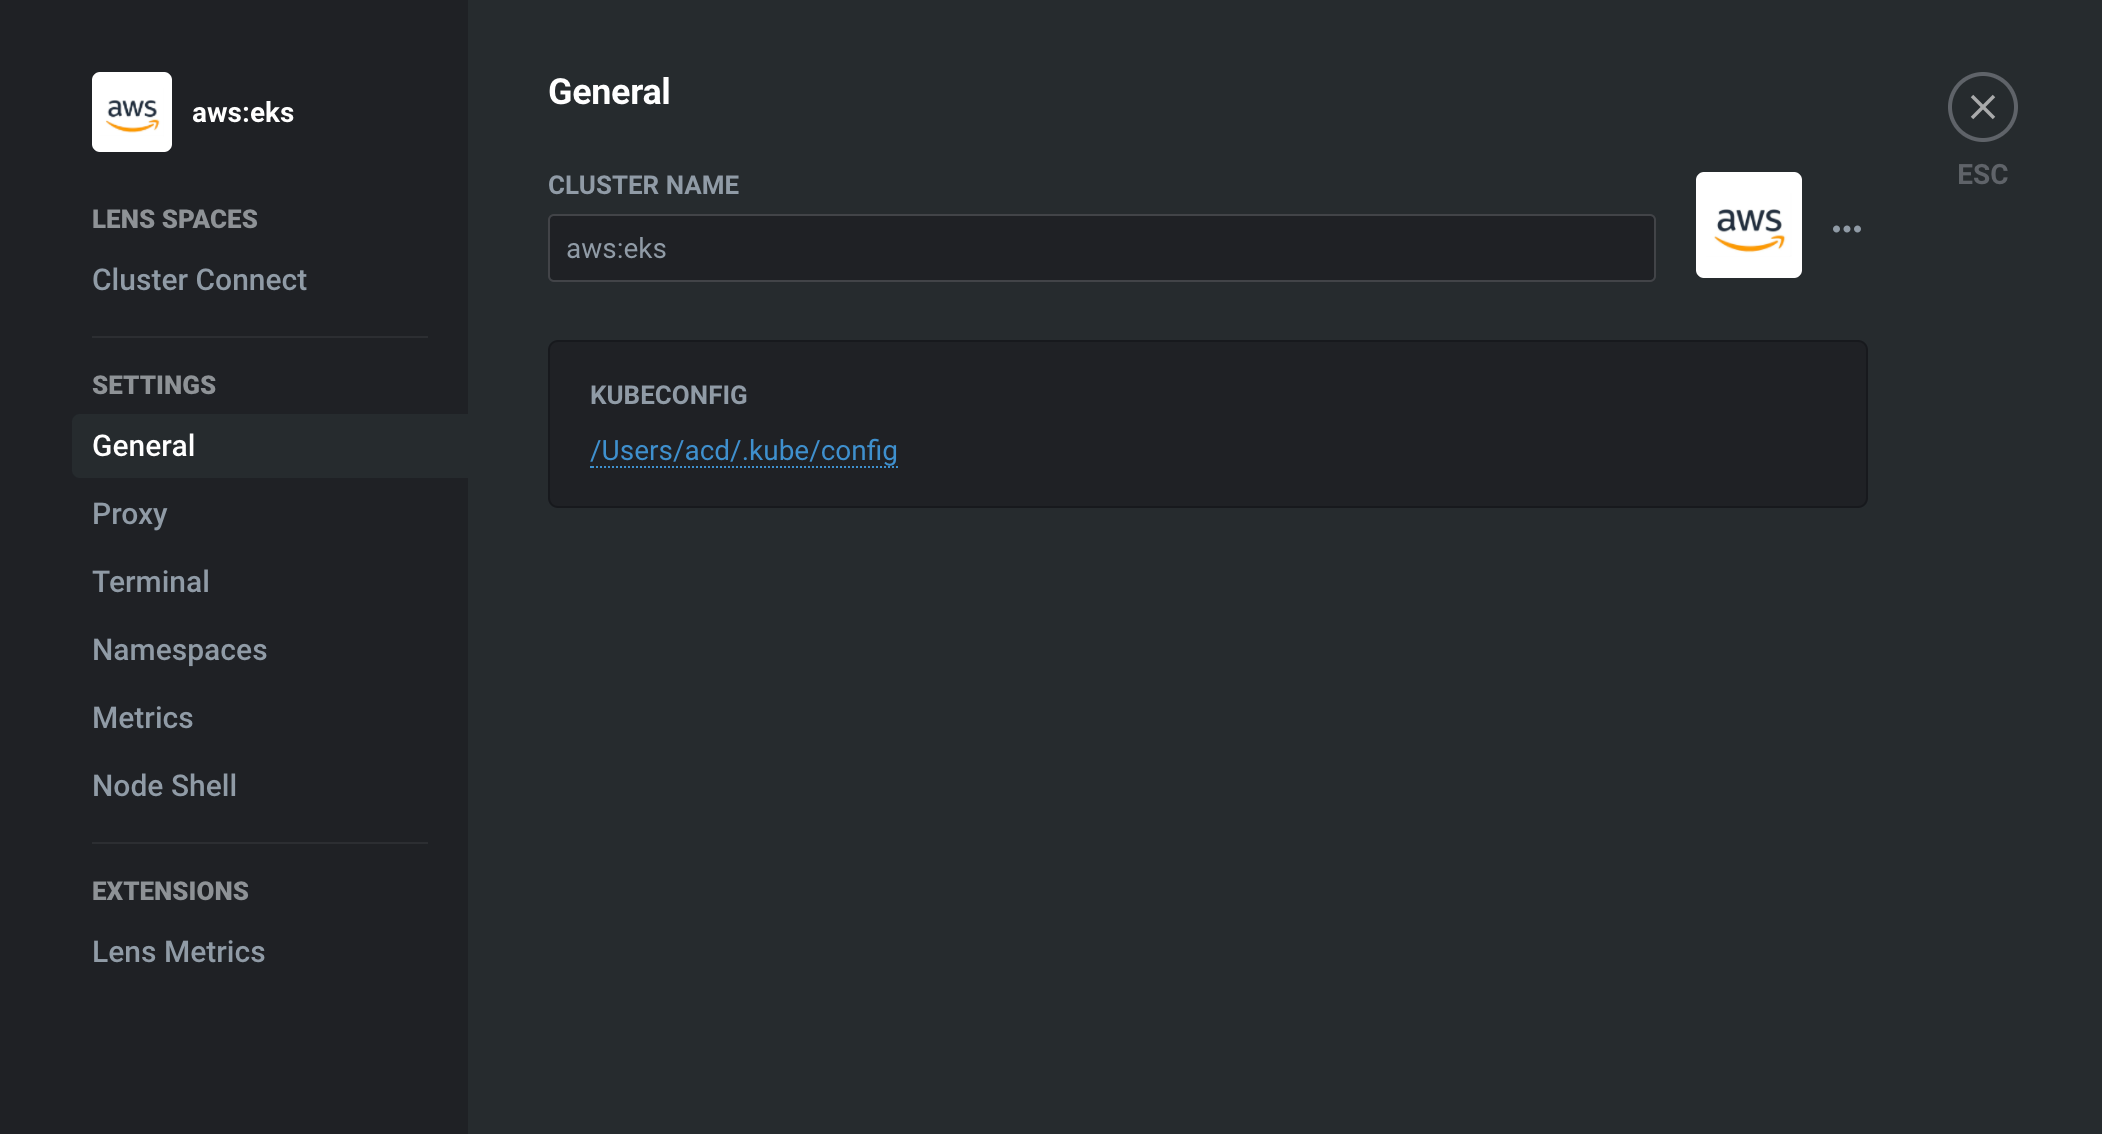 aws
aws:eks
LENS SPACES
Cluster Connect
SETTINGS
General
Proxy
Terminal
Namespaces
Metrics
Node Shell
EXTENSIONS
Lens Metrics
General
CLUSTER NAME
aws:eks
aws
KUBECONFIG
/Users/acd/.kube/config
ESC